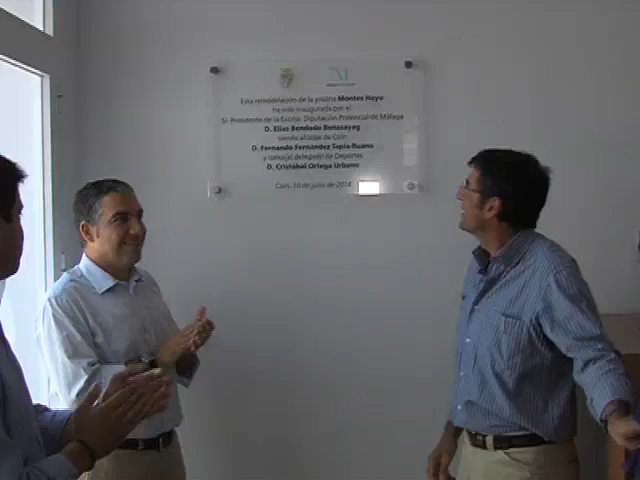 Esta remodelación de la piscina Montes Hoyo
ha sido inaugurada por el
Sr. Presidente de la Excma. Diputación Provincial de Málaga
D. Elías Bendodo Benasayag
siendo alcalde de Coín
D. Fernando Fernández Tapia-Ruano
y concejal delegado de Deportes
D. Cristóbal Ortega Urbano
Coín, 10 de julio de 2014